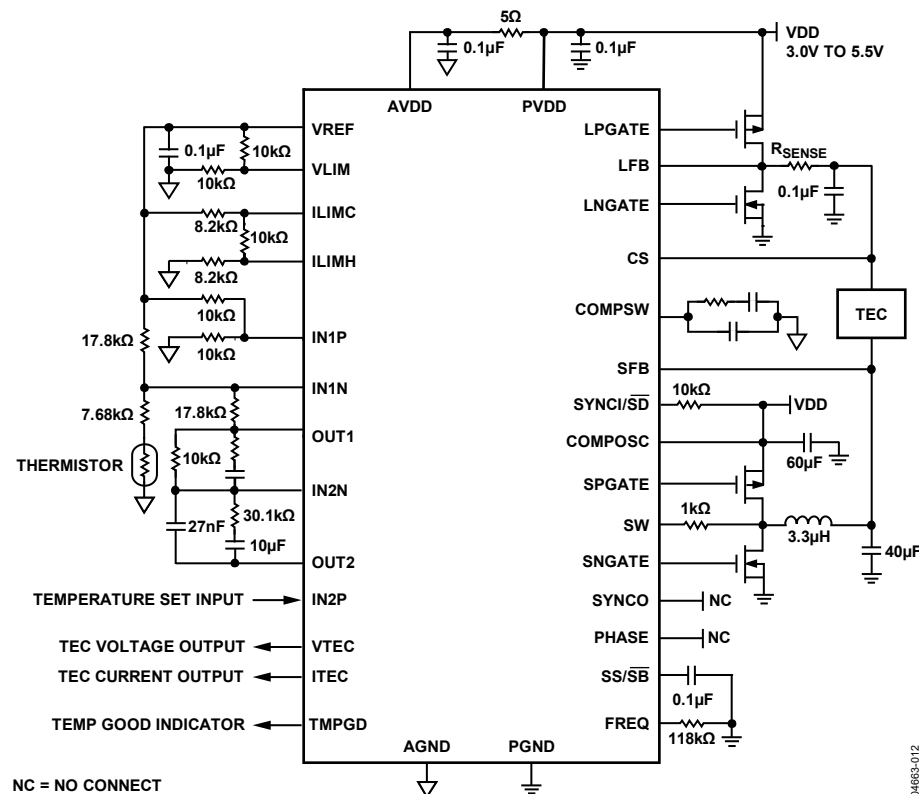 5Ω
0.1µF
0.1µF
VDD
3.0V TO 5.5V
AVDD
PVDD
VREF
0.1µF
10kΩ
VLIM
10kΩ
ILIMC
8.2kΩ
10kΩ
ILIMH
8.2kΩ
10kΩ
IN1P
17.8kΩ
10kΩ
IN1N
7.68kΩ
17.8kΩ
OUT1
THERMISTOR
10kΩ
IN2N
30.1kΩ
27nF
10µF
OUT2
TEMPERATURE SET INPUT
IN2P
TEC VOLTAGE OUTPUT
VTEC
TEC CURRENT OUTPUT
ITEC
TEMP GOOD INDICATOR
TMPGD
AGND
PGND
LPGATE
RSENSE
LFB
0.1µF
LNGATE
CS
COMPSW
TEC
SFB
10kΩ
SYNCI/SD
VDD
COMPOSC
60µF
SPGATE
1kΩ
SW
3.3µH
40µF
SNGATE
SYNCO
NC
PHASE
NC
SS/SB
0.1µF
FREQ
118kΩ
NC = NO CONNECT
04663-012